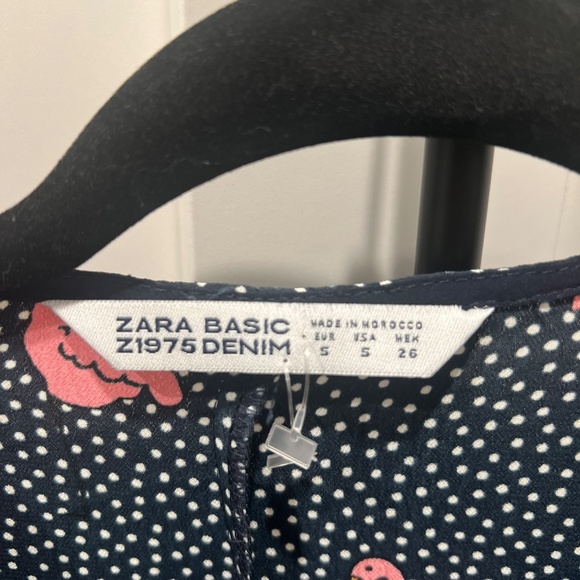 ZARA BASIC
Z1975 DENIM
MADE IN MOROCCO
EUR USA MEX
S S 26